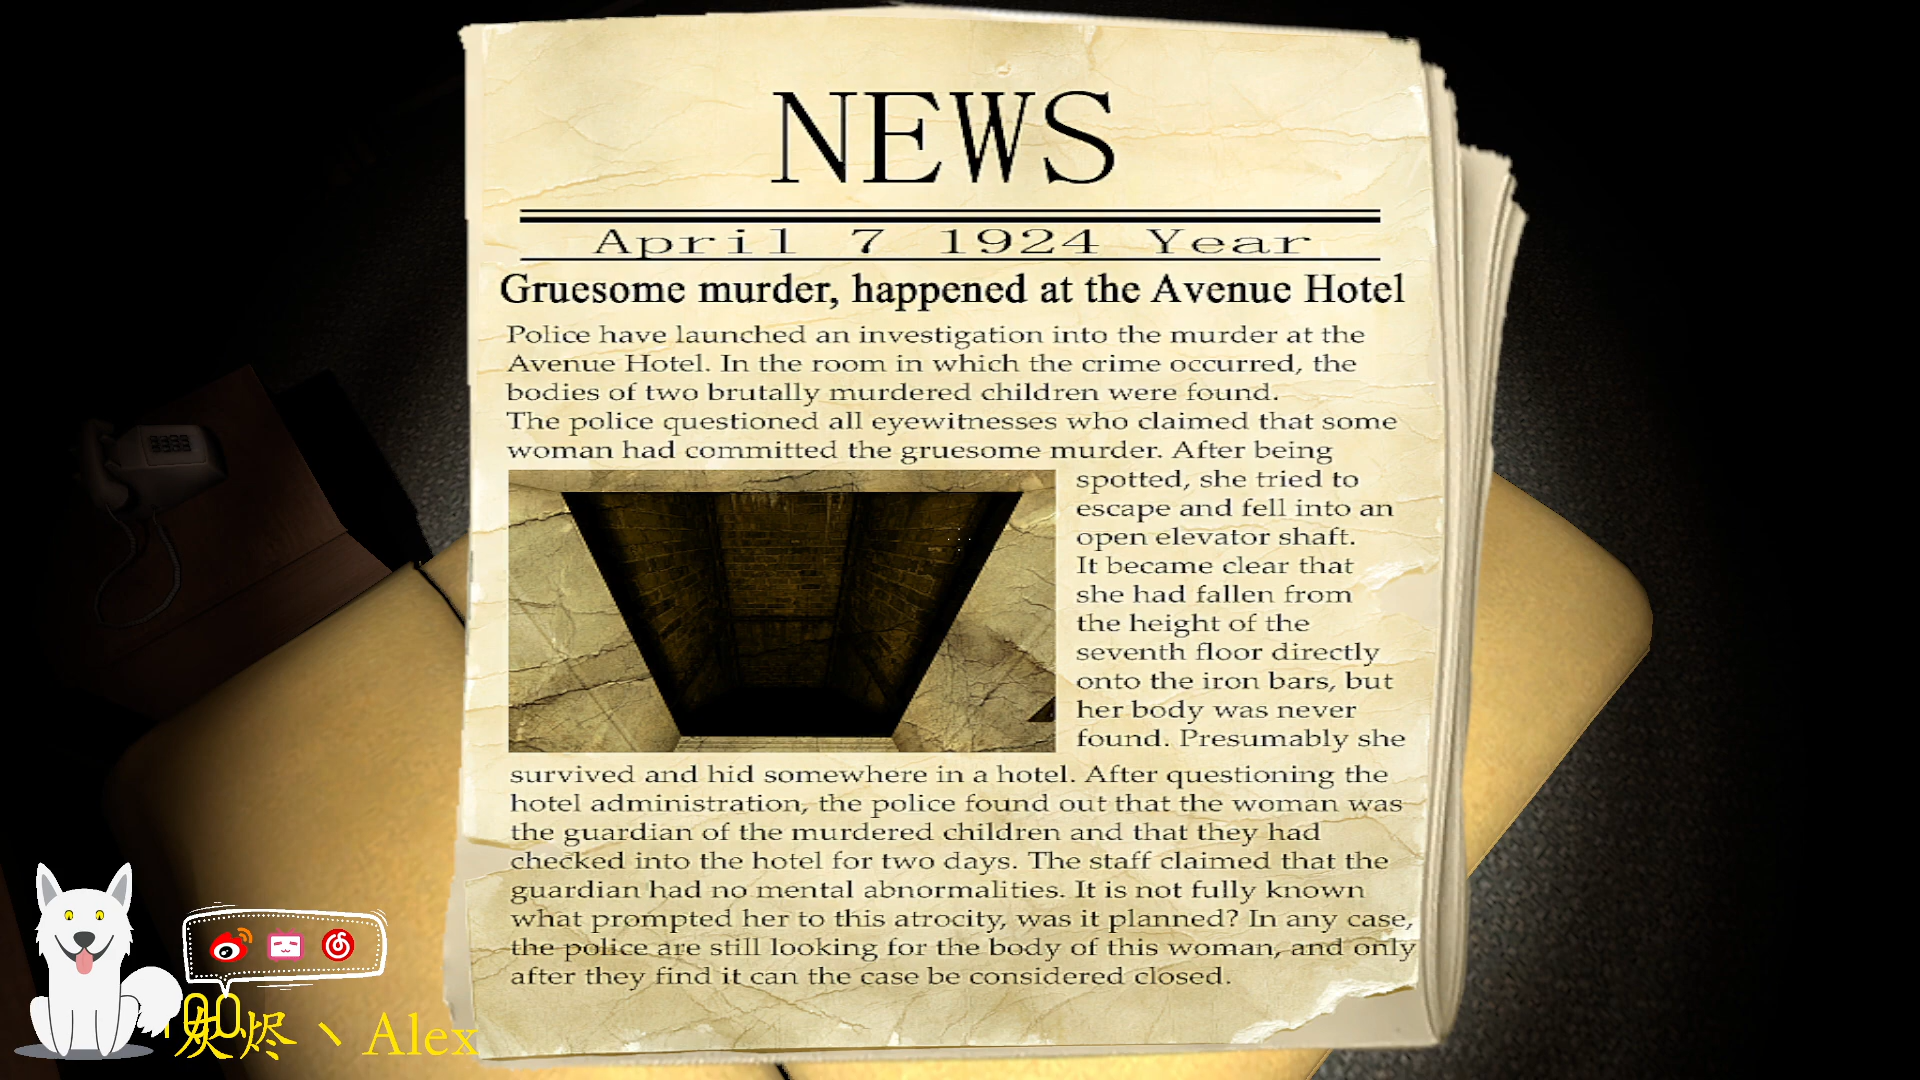 NEWS
April 7 1924 Year
Gruesome murder, happened at the Avenue Hotel
Police have launched an investigation into the murder at the
Avenue Hotel. In the room in which the crime occurred, the
bodies of two brutally murdered children were found.
The police questioned all eyewitnesses who claimed that some
woman had committed the gruesome murder. After being
spotted, she tried to
escape and fell into an
open elevator shaft.
It became clear that
she had fallen from
the height of the
seventh floor directly
onto the iron bars, but
her body was never
found. Presumably she
survived and hid somewhere in a hotel. After questioning the
hotel administration, the police found out that the woman was
the guardian of the murdered children and that they had
checked into the hotel for two days. The staff claimed that the
guardian had no mental abnormalities. It is not fully known
what prompted her to this atrocity, was it planned? In any case,
the police are still looking for the body of this woman, and only
after they find it can the case be considered closed.
100
灰烬丶Alex